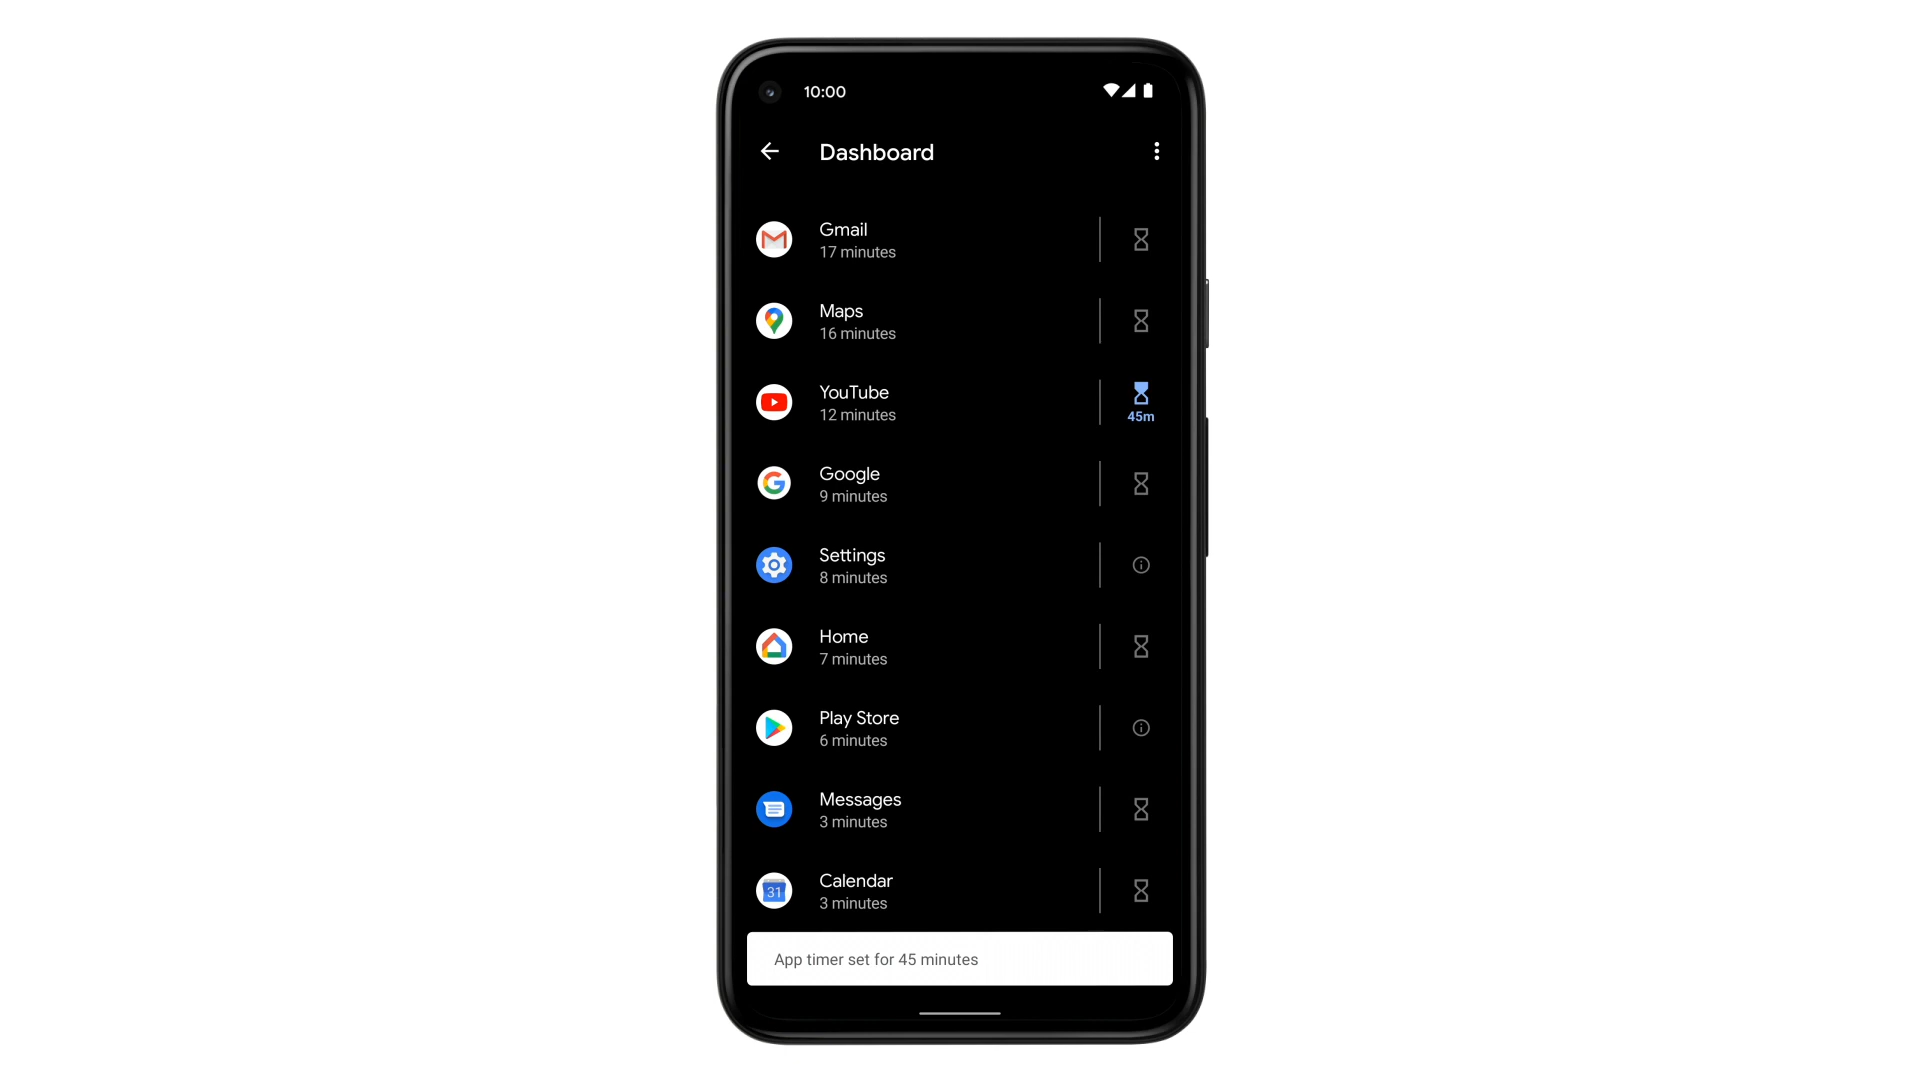 10:00
Dashboard
Gmail
17 minutes
Maps
16 minutes
YouTube
12 minutes
45m
Google
9 minutes
Settings
8 minutes
Home
7 minutes
Play Store
6 minutes
Messages
3 minutes
31
Calendar
3 minutes
App timer set for 45 minutes